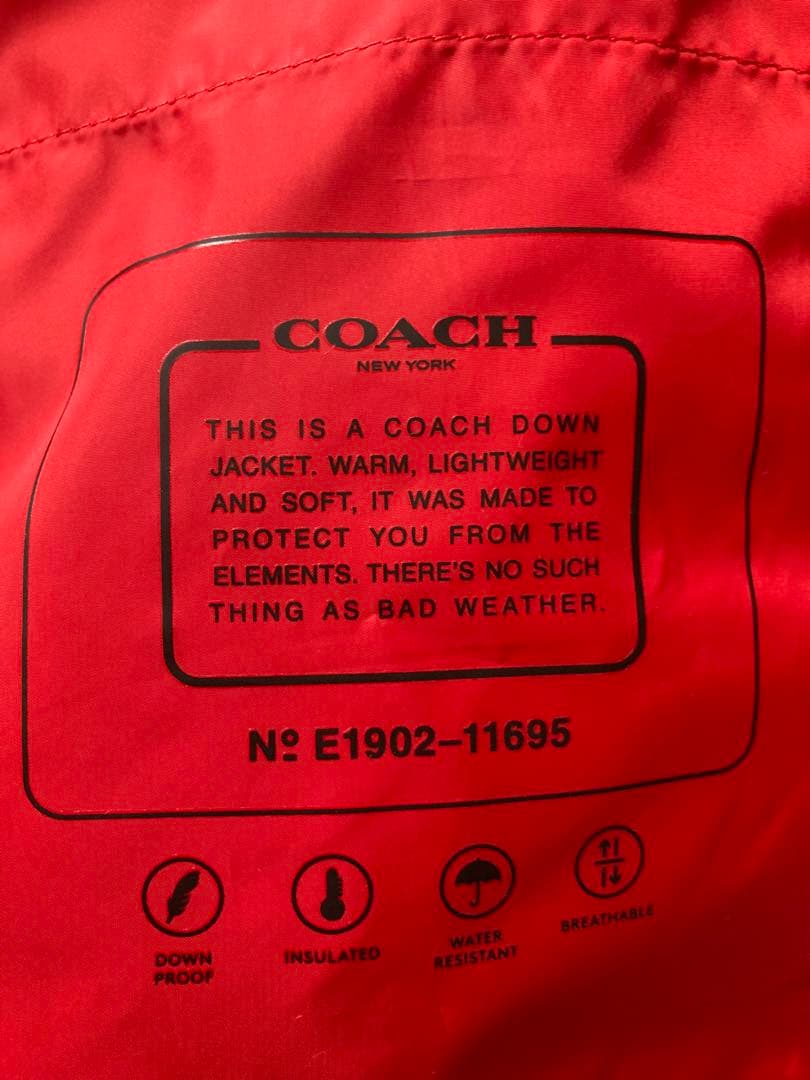 COACH
NEW YORK
THIS IS A COACH DOWN
JACKET. WARM, LIGHTWEIGHT
AND SOFT, IT WAS MADE TO
PROTECT YOU FROM THE
ELEMENTS. THERE'S NO SUCH
THING AS BAD WEATHER.
Nº E1902–11695
DOWN
PROOF
INSULATED
WATER
RESISTANT
BREATHABLE